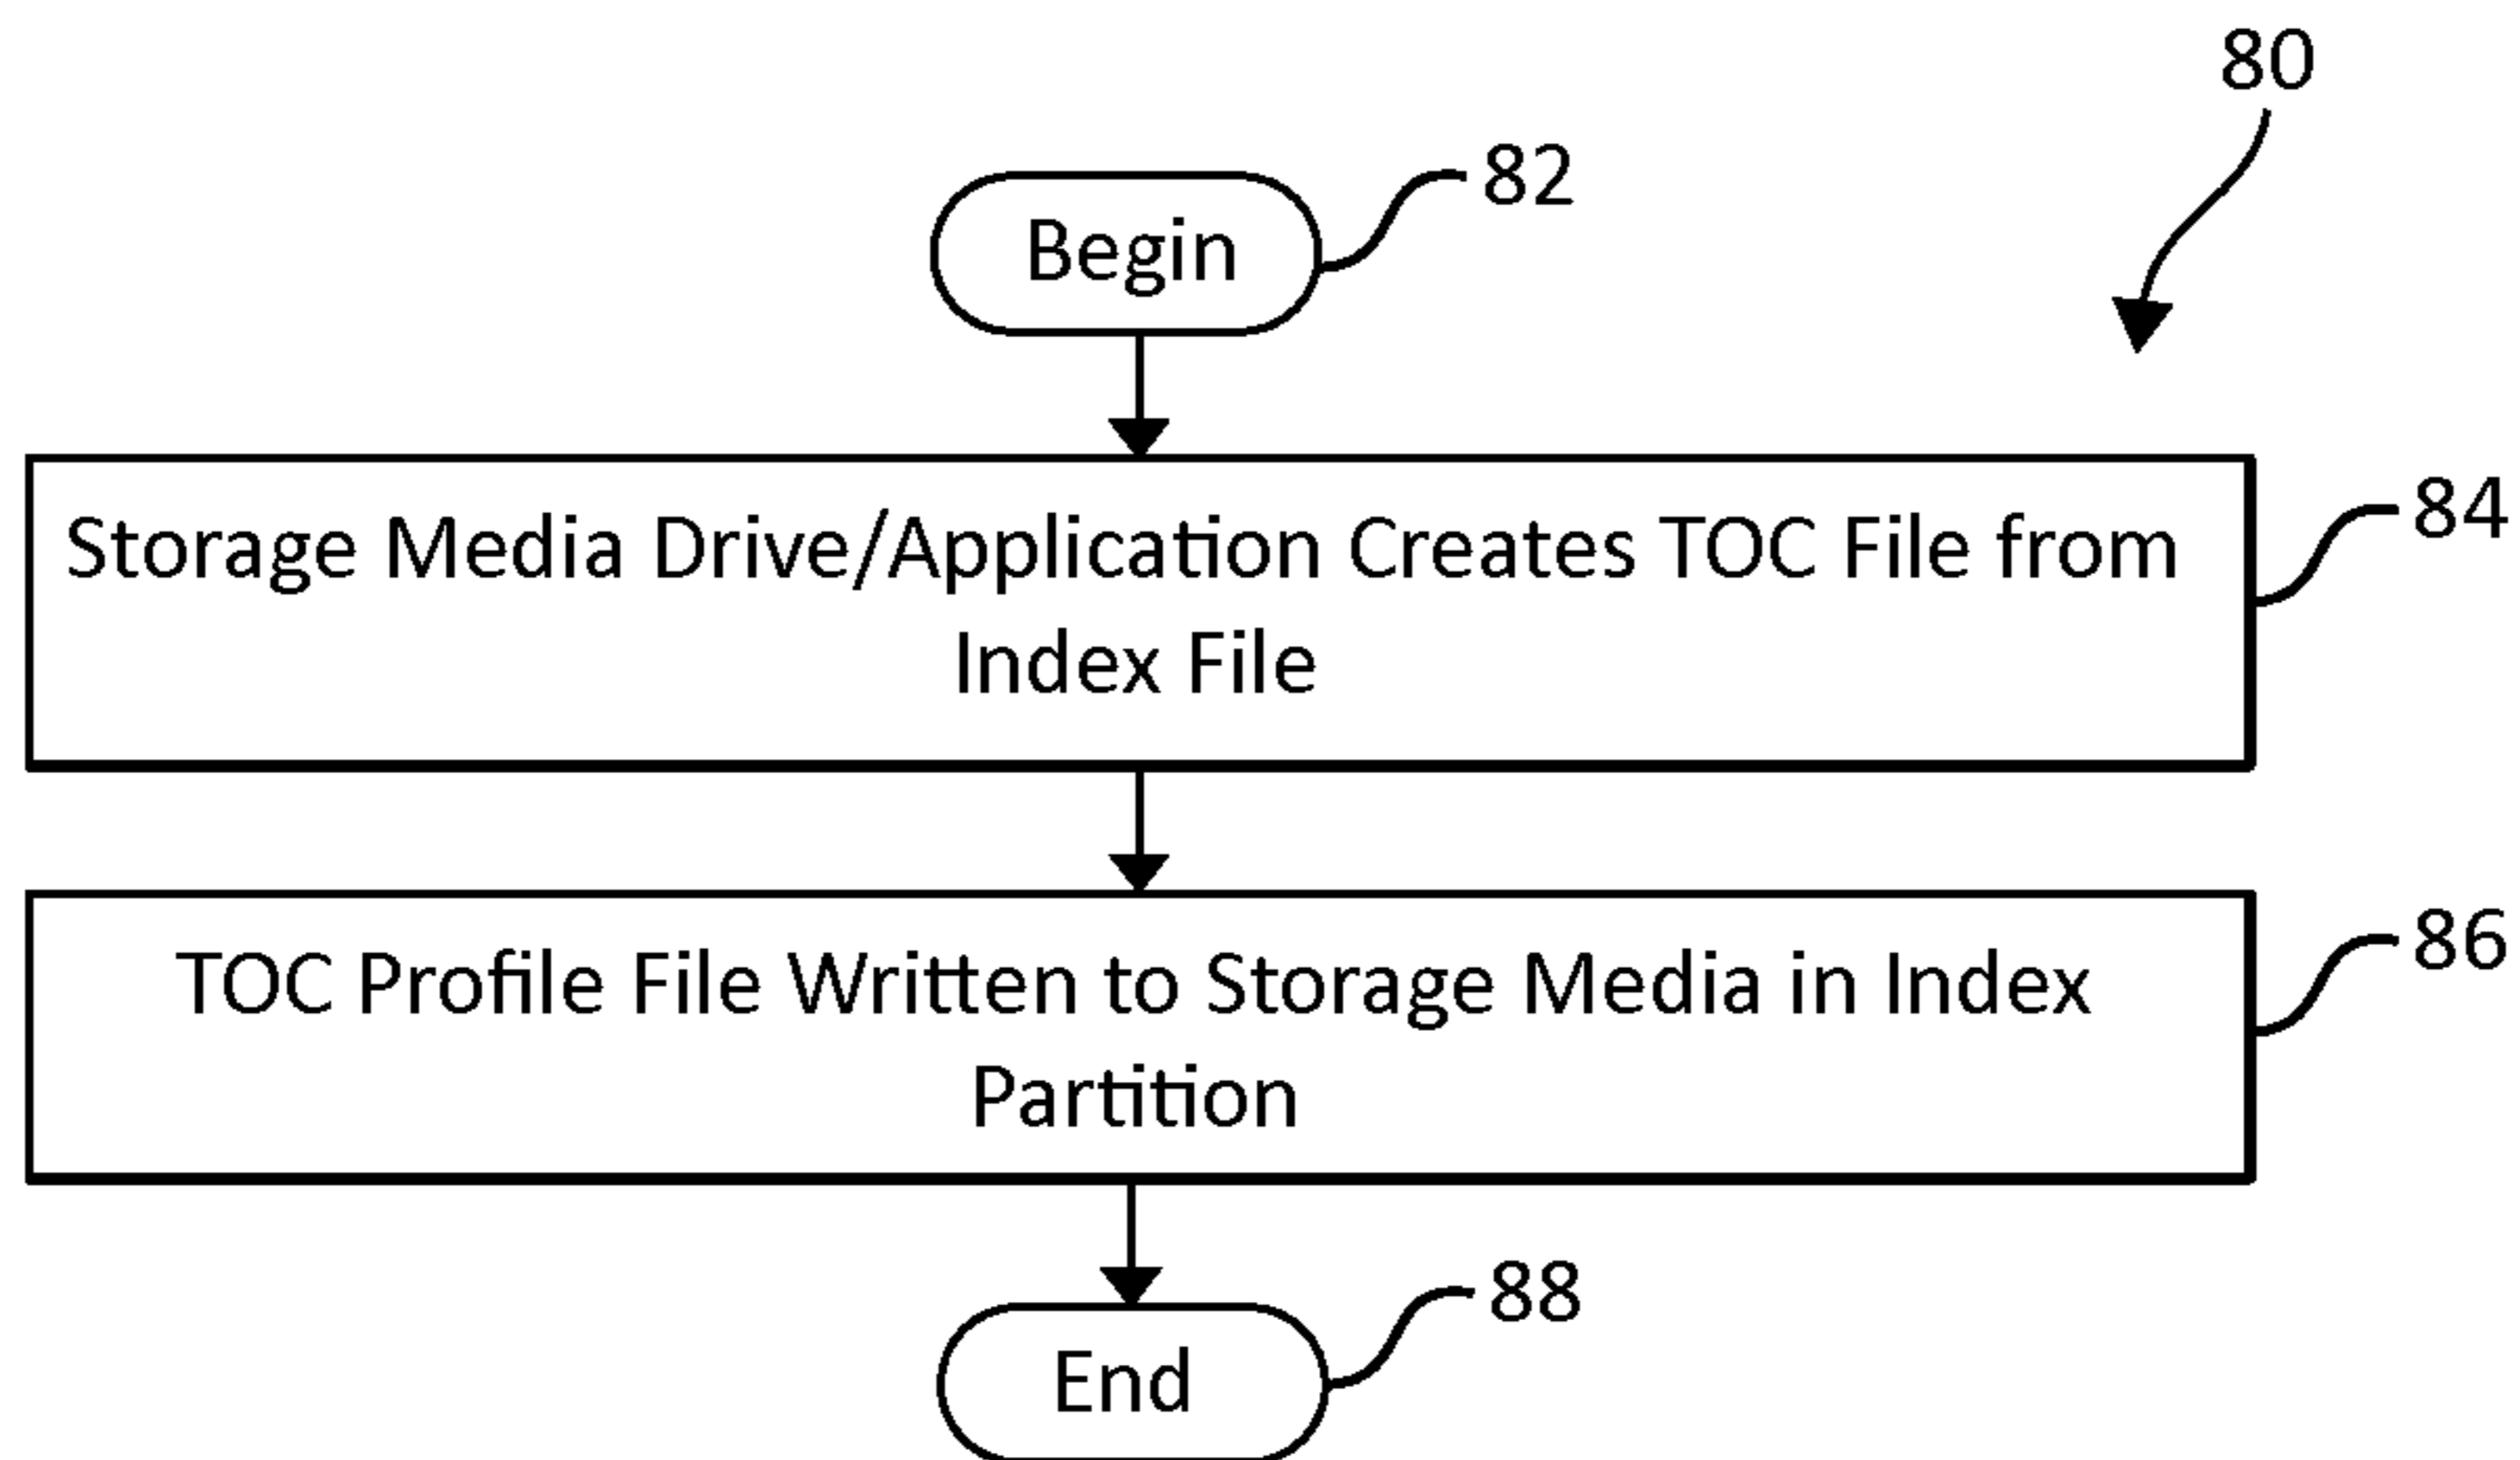 80
82
Begin
84
Storage Media Drive/Application Creates TOC File from
Index File
86
TOC Profile File Written to Storage Media in Index
Partition
88
End